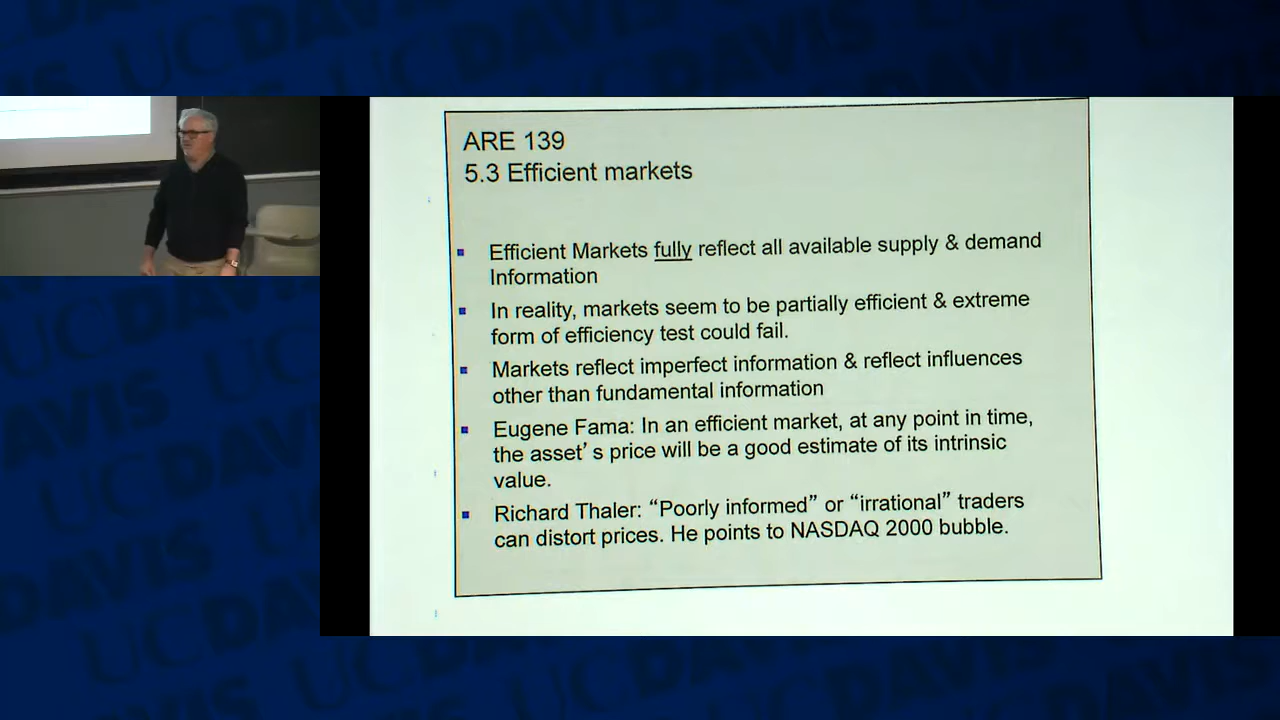 ARE 139
5.3 Efficient markets
Efficient Markets fully reflect all available supply & demand
Information
In reality, markets seem to be partially efficient & extreme
form of efficiency test could fail.
Markets reflect imperfect information & reflect influences
other than fundamental information
Eugene Fama: In an efficient market, at any point in time,
the asset’s price will be a good estimate of its intrinsic
value.
Richard Thaler: “Poorly informed” or “irrational” traders
can distort prices. He points to NASDAQ 2000 bubble.
UC DAVIS